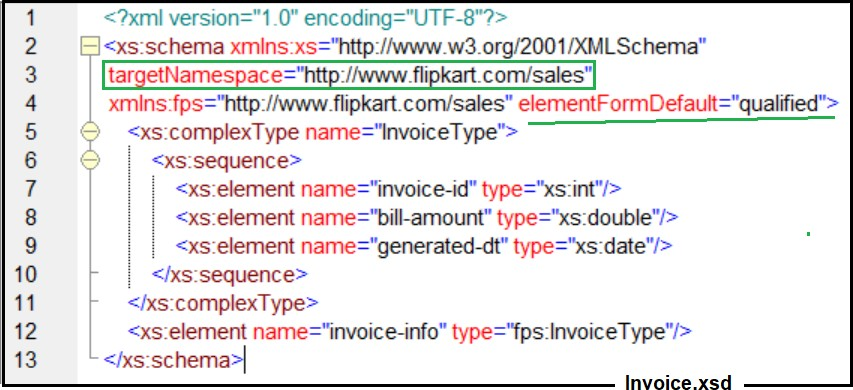 1 <?xml version="1.0" encoding="UTF-8"?>
2 <xs:schema xmlns:xs="http://www.w3.org/2001/XMLSchema"
3 targetNamespace="http://www.flipkart.com/sales"
4 xmlns:fps="http://www.flipkart.com/sales" elementFormDefault="qualified">
5 <xs:complexType name="InvoiceType">
6 <xs:sequence>
7 <xs:element name="invoice-id" type="xs:int"/>
8 <xs:element name="bill-amount" type="xs:double"/>
9 <xs:element name="generated-dt" type="xs:date"/>
10 </xs:sequence>
11 </xs:complexType>
12 <xs:element name="invoice-info" type="fps:InvoiceType"/>
13 </xs:schema>
Invoice.xsd